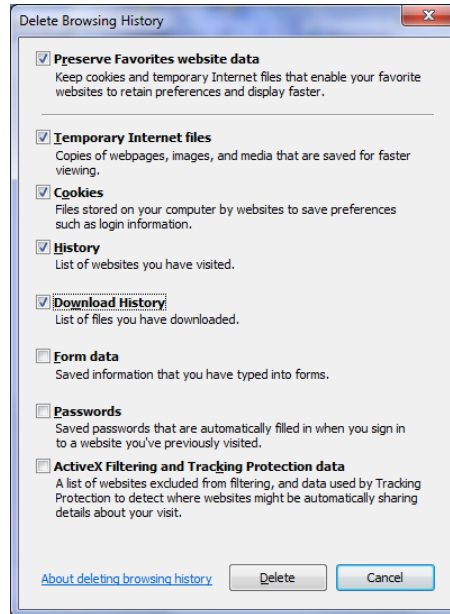 Delete Browsing History
Preserve Favorites website data
Keep cookies and temporary Internet files that enable your favorite
websites to retain preferences and display faster.
Temporary Internet files
Copies of webpages, images, and media that are saved for faster
viewing.
Cookies
Files stored on your computer by websites to save preferences
such as login information.
History
List of websites you have visited.
Download History
List of files you have downloaded.
Form data
Saved information that you have typed into forms.
Passwords
Saved passwords that are automatically filled in when you sign in
to a website you've previously visited.
ActiveX Filtering and Tracking Protection data
A list of websites excluded from filtering, and data used by Tracking
Protection to detect where websites might be automatically sharing
details about your visit.
About deleting browsing history Delete Cancel